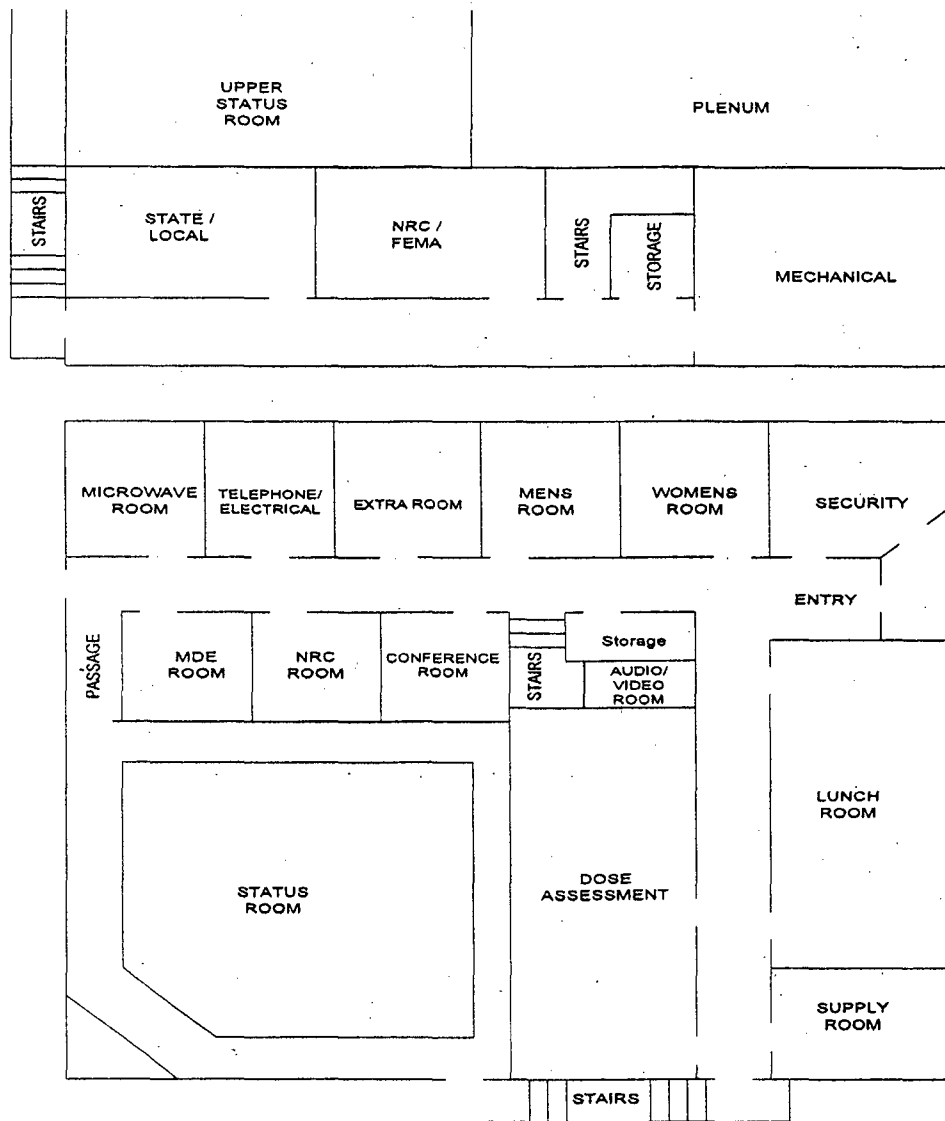 UPPER
STATUS
ROOM
PLENUM
STAIRS
STATE /
LOCAL
NRC /
FEMA
STAIRS
STORAGE
MECHANICAL
MICROWAVE
ROOM
TELEPHONE/
ELECTRICAL
EXTRA ROOM
MENS
ROOM
WOMENS
ROOM
SECURITY
ENTRY
PASSAGE
MDE
ROOM
NRC
ROOM
CONFERENCE
ROOM
STAIRS
Storage
AUDIO/
VIDEO
ROOM
LUNCH
ROOM
STATUS
ROOM
DOSE
ASSESSMENT
SUPPLY
ROOM
STAIRS